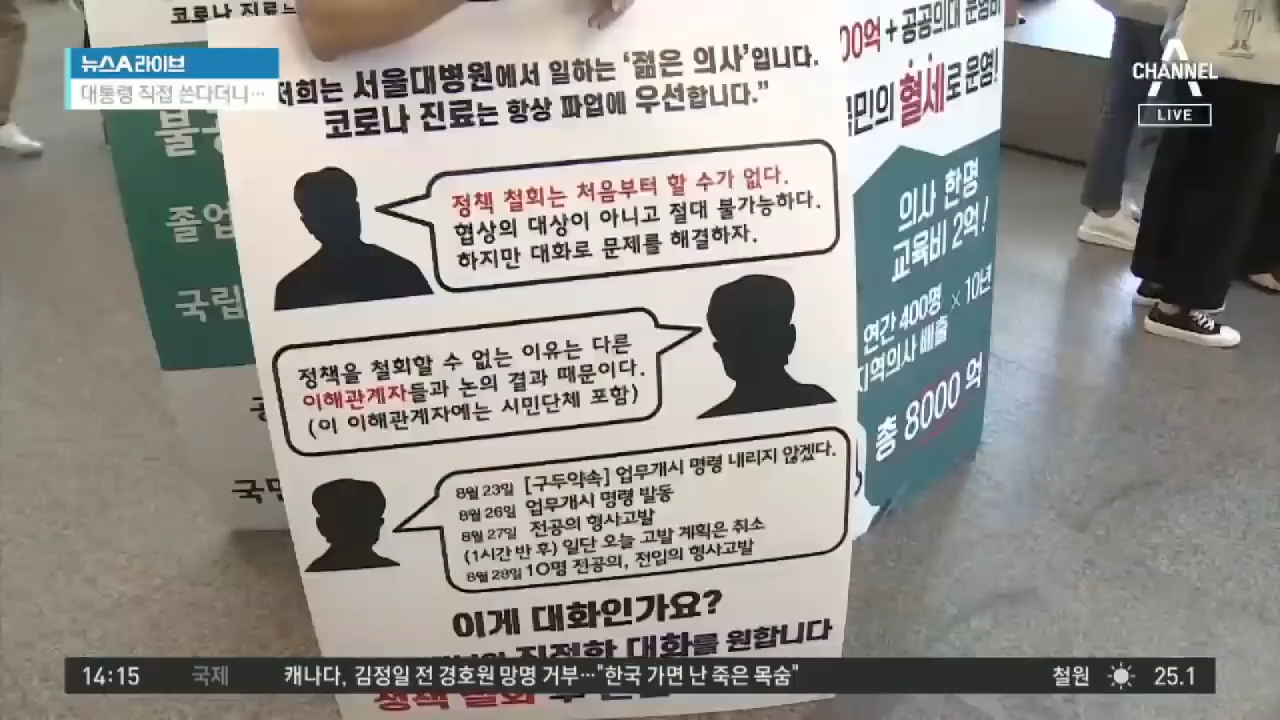 코로나 진료는
뉴스A 라이브
대통령 직접 쓴다더니…
CHANNEL A
LIVE
저희는 서울대병원에서 일하는 ‘젊은 의사’입니다.
코로나 진료는 항상 파업에 우선합니다.”
정책 철회는 처음부터 할 수가 없다.
협상의 대상이 아니고 절대 불가능하다.
하지만 대화로 문제를 해결하자.
정책을 철회할 수 없는 이유는 다른
이해관계자들과 논의 결과 때문이다.
(이 이해관계자에는 시민단체 포함)
8월 23일 [구두약속] 업무개시 명령 내리지 않겠다.
8월 26일 업무개시 명령 발동
8월 27일 전공의 형사고발
(1시간 반 후) 일단 오늘 고발 계획은 취소
8월 28일 10명 전공의, 전임의 형사고발
이게 대화인가요?
진정한 대화를 원합니다
정책 철회
졸업
국립
00억 + 공공의대 운영비
국민의 혈세로 운영!
의사 한명
교육비 2억!
연간 400명 × 10년
지역의사 배출
총 8000 억
14:15 국제 캐나다, 김정일 전 경호원 망명 거부…"한국 가면 난 죽은 목숨" 철원 25.1